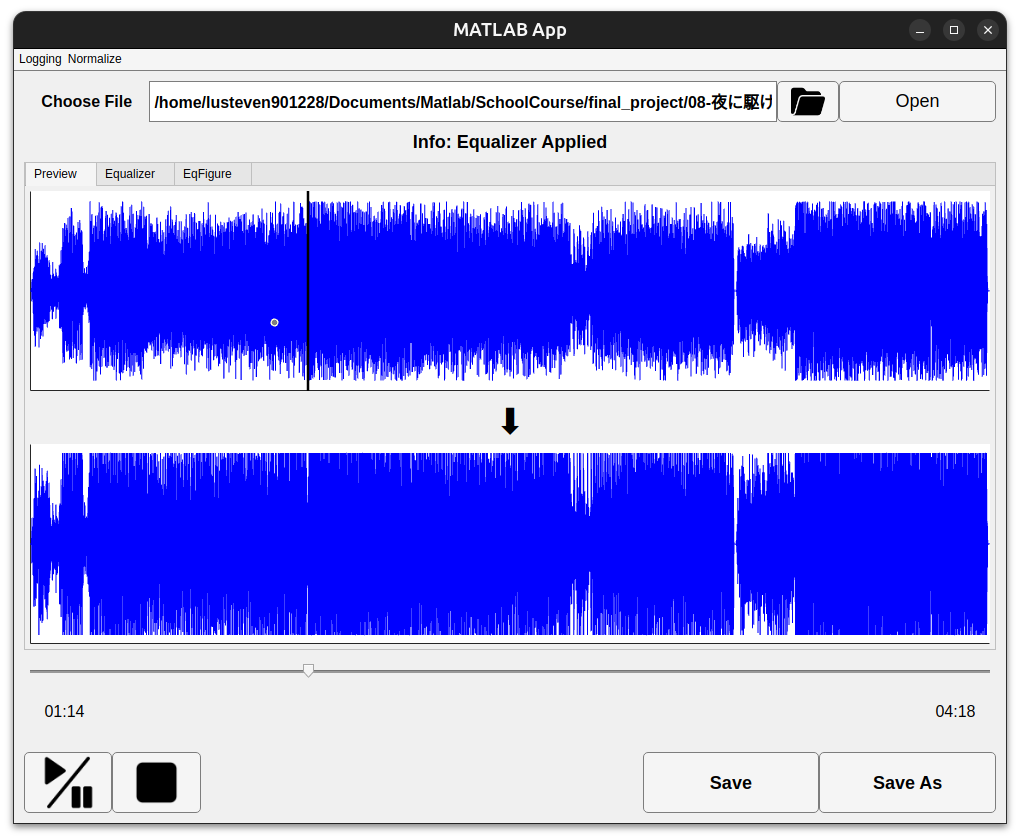 MATLAB App
Logging Normalize
Choose File /home/lusteven901228/Documents/Matlab/SchoolCourse/final_project/08-夜に駆け Open
Info: Equalizer Applied
Preview Equalizer EqFigure
01:14 04:18
Save Save As